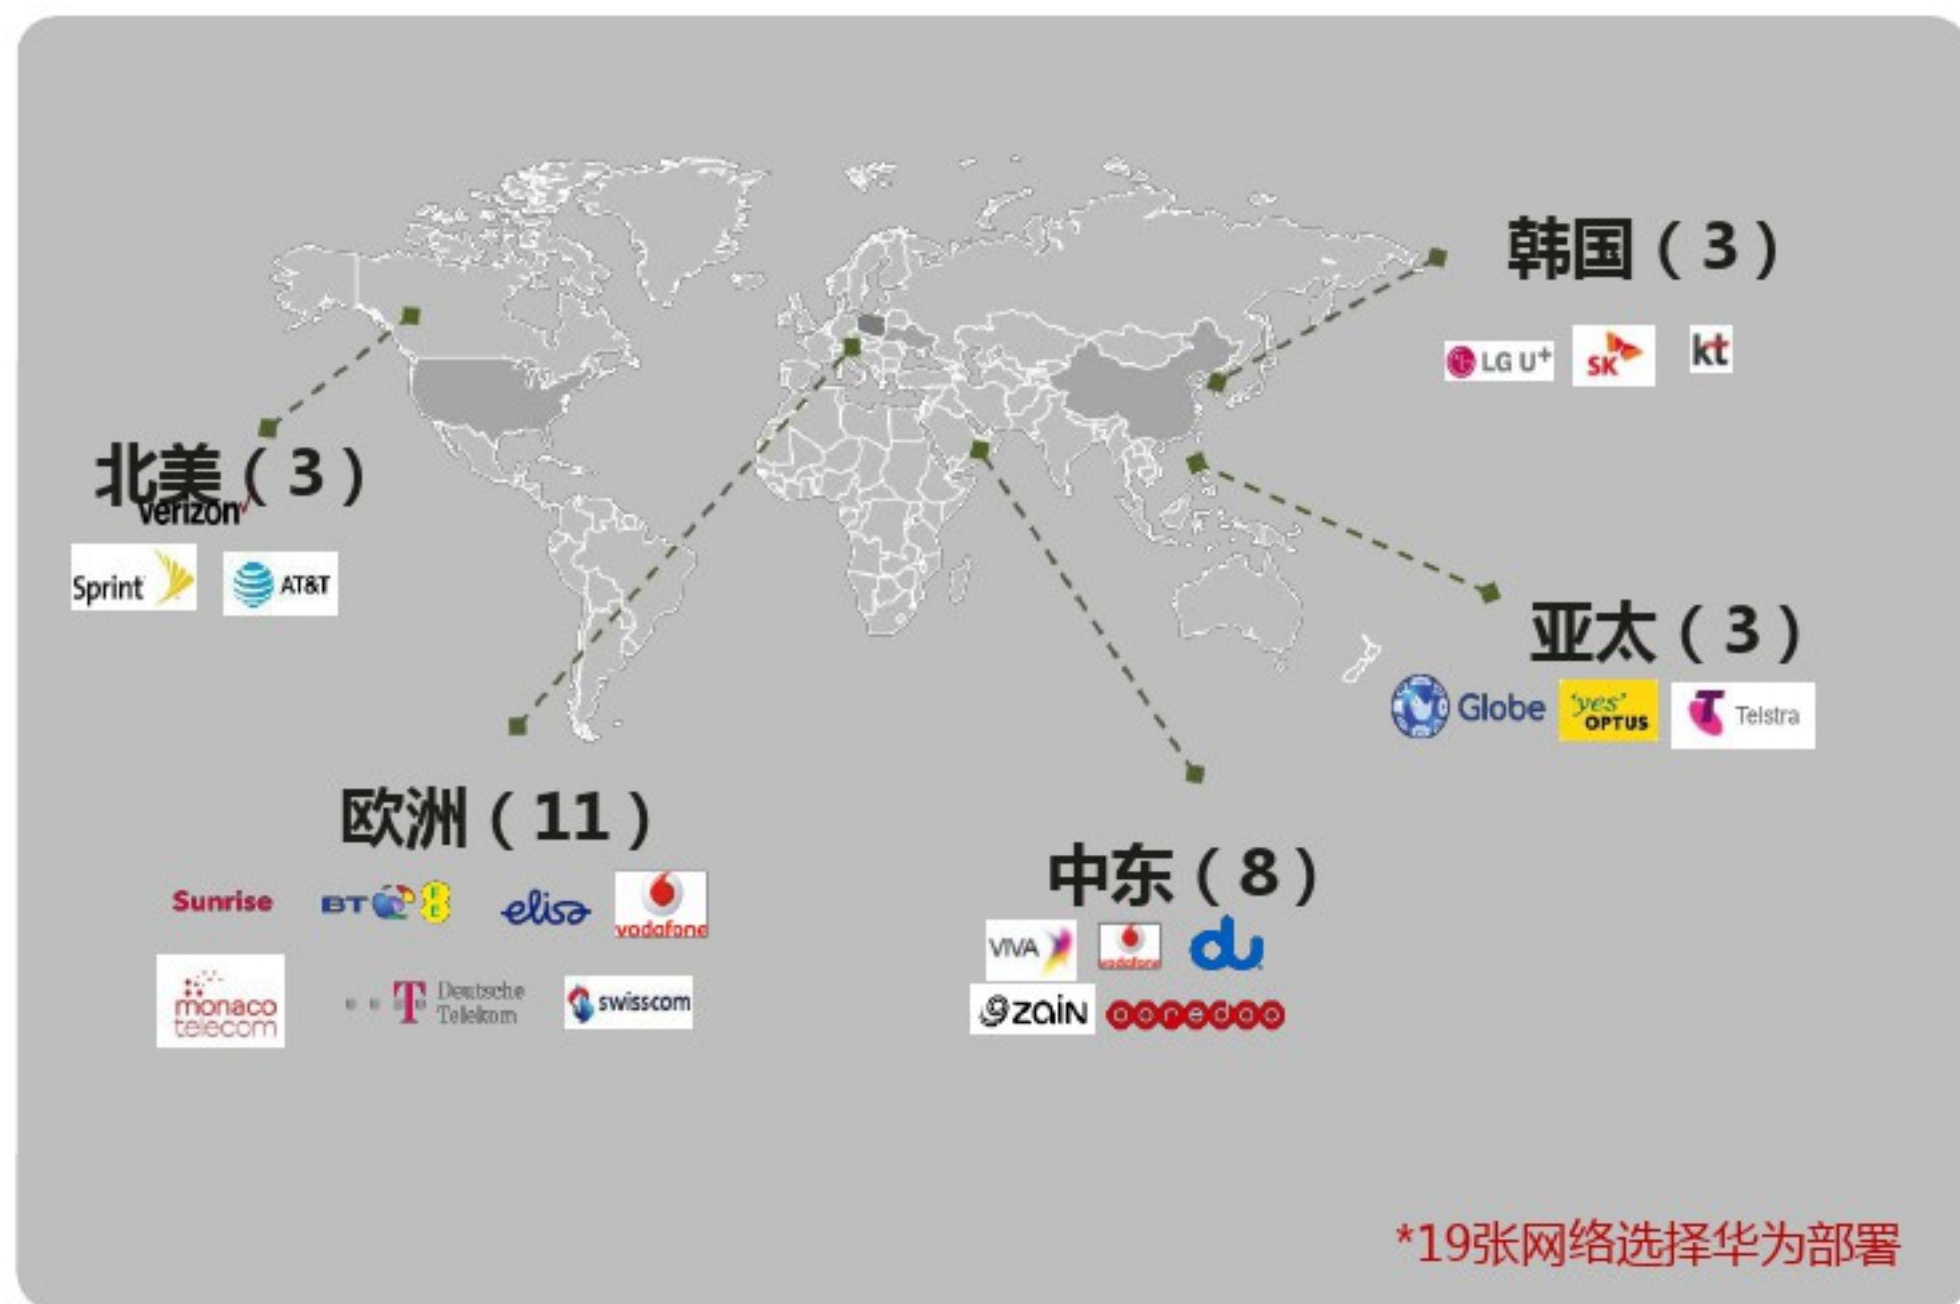 韩国（3）
LG U+ SK kt
北美（3）
verizon
Sprint AT&T
亚太（3）
Globe 'yes' OPTUS T Telstra
欧洲（11）
Sunrise BT EE elisa vodafone
monaco telecom T Deutsche Telekom swisscom
中东（8）
VIVA vodafone du
zain ooredoo
*19张网络选择华为部署